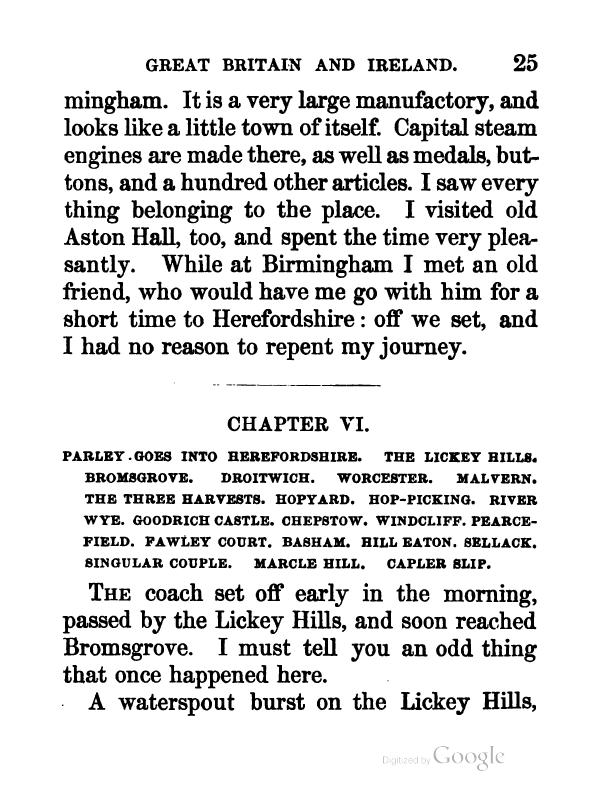 GREAT BRITAIN AND IRELAND. 25
mingham. It is a very large manufactory, and
looks like a little town of itself. Capital steam
engines are made there, as well as medals, but-
tons, and a hundred other articles. I saw every
thing belonging to the place. I visited old
Aston Hall, too, and spent the time very plea-
santly. While at Birmingham I met an old
friend, who would have me go with him for a
short time to Herefordshire : off we set, and
I had no reason to repent my journey.
CHAPTER VI.
PARLEY GOES INTO HEREFORDSHIRE. THE LICKEY HILLS.
BROMSGROVE. DROITWICH. WORCESTER. MALVERN.
THE THREE HARVESTS. HOPYARD. HOP-PICKING. RIVER
WYE. GOODRICH CASTLE. CHEPSTOW. WINDCLIFF. PEARCE-
FIELD. FAWLEY COURT. BASHAM. HILL EATON. SELLACK.
SINGULAR COUPLE. MARCLE HILL. CAPLER SLIP.
THE coach set off early in the morning,
passed by the Lickey Hills, and soon reached
Bromsgrove. I must tell you an odd thing
that once happened here.
A waterspout burst on the Lickey Hills,
Digitized by Google